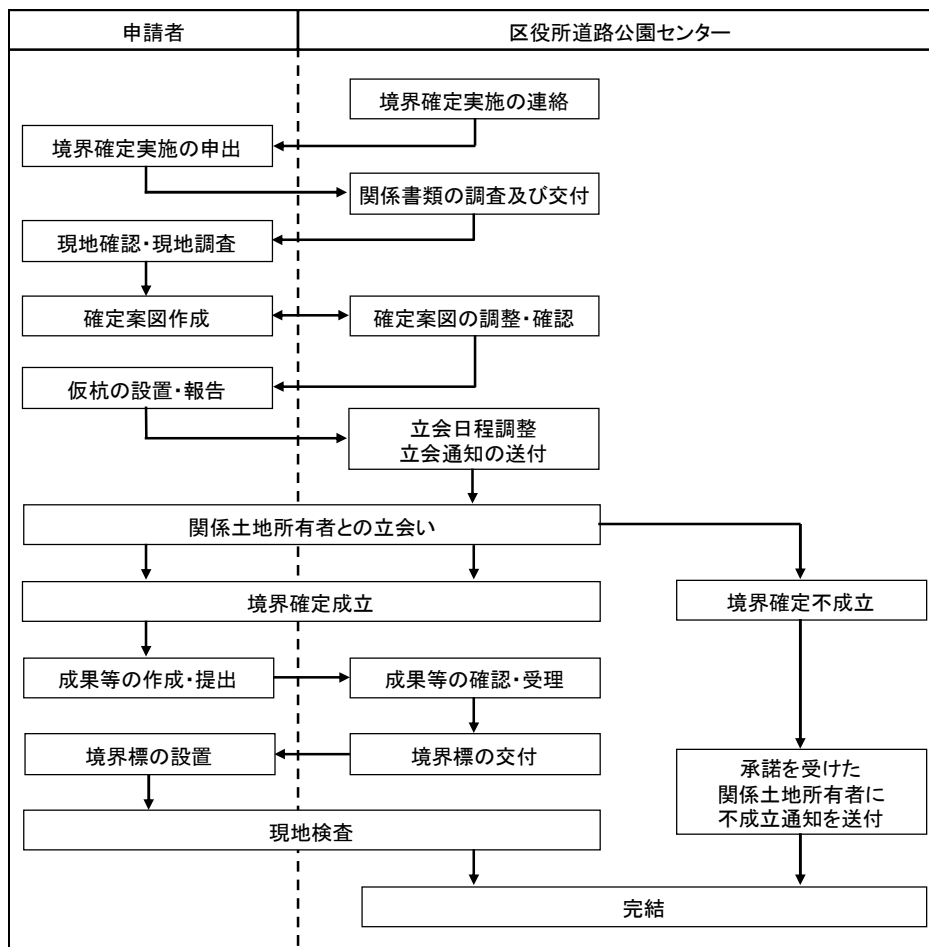 申請者
区役所道路公園センター
境界確定実施の連絡
境界確定実施の申出
関係書類の調査及び交付
現地確認・現地調査
確定案図作成
確定案図の調整・確認
仮杭の設置・報告
立会日程調整
立会通知の送付
関係土地所有者との立会い
境界確定成立
境界確定不成立
成果等の作成・提出
成果等の確認・受理
境界標の設置
境界標の交付
承諾を受けた
関係土地所有者に
不成立通知を送付
現地検査
完結